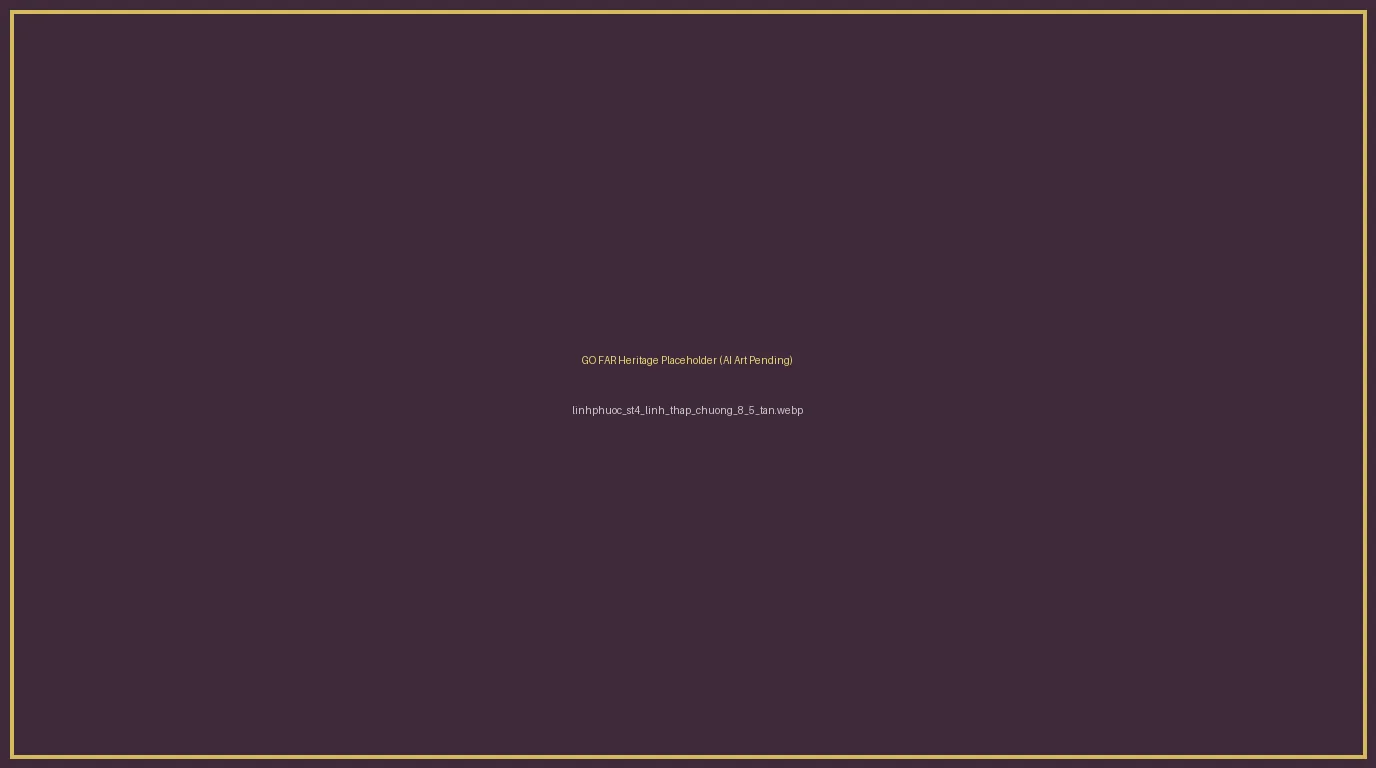 GO FAR Heritage Placeholder (AI Art Pending)
linhphuoc_st4_linh_thap_chuong_8_5_tan.webp